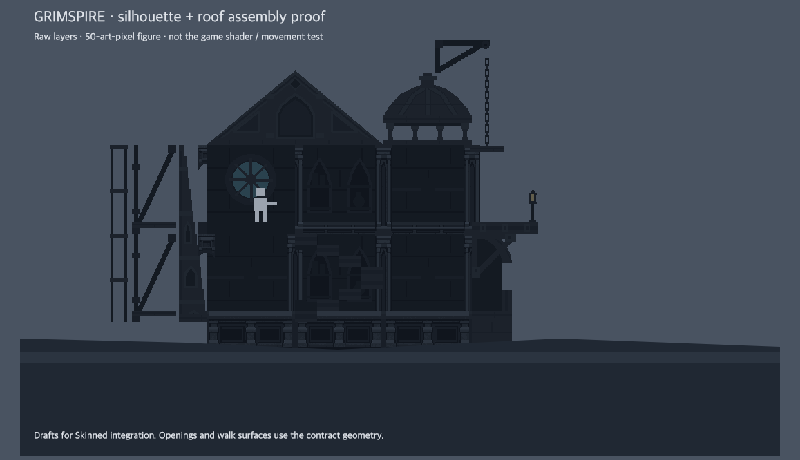 GRIMSPIRE · silhouette + roof assembly proof
Raw layers · 50-art-pixel figure · not the game shader / movement test
Drafts for Skinned integration. Openings and walk surfaces use the contract geometry.